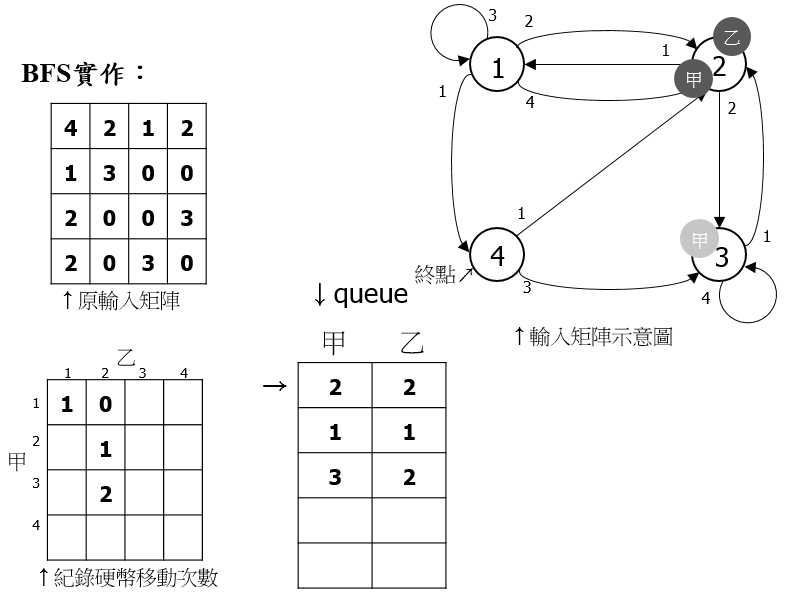 BFS實作：
4 2 1 2
1 3 0 0
2 0 0 3
2 0 3 0
↑原輸入矩陣
乙
1 2 3 4
甲
1 1 0
2 1
3 2
4
↑紀錄硬幣移動次數
↓queue
甲 乙
→ 2 2
1 1
3 2
3
2
1
4
1
1
乙
甲
2
2
1
4
終點↗
3
甲
3
1
4
↑輸入矩陣示意圖